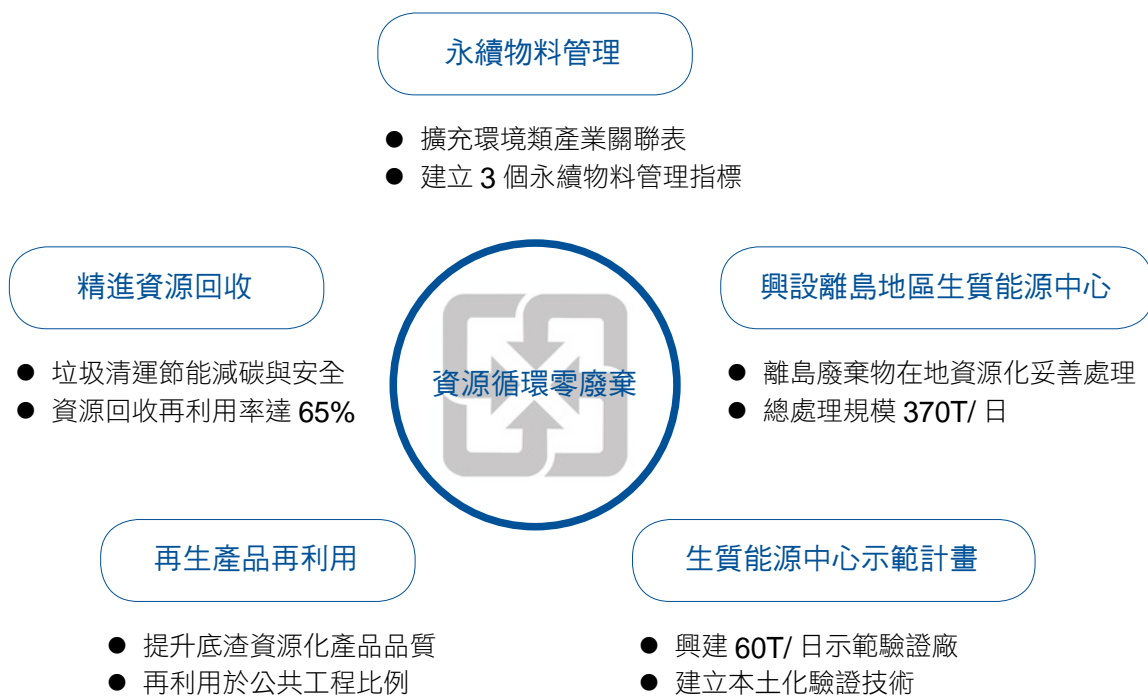 永續物料管理
● 擴充環境類產業關聯表
● 建立 3 個永續物料管理指標
精進資源回收
● 垃圾清運節能減碳與安全
● 資源回收再利用率達 65%
資源循環零廢棄
興設離島地區生質能源中心
● 離島廢棄物在地資源化妥善處理
● 總處理規模 370T/ 日
再生產品再利用
● 提升底渣資源化產品品質
● 再利用於公共工程比例
生質能源中心示範計畫
● 興建 60T/ 日示範驗證廠
● 建立本土化驗證技術